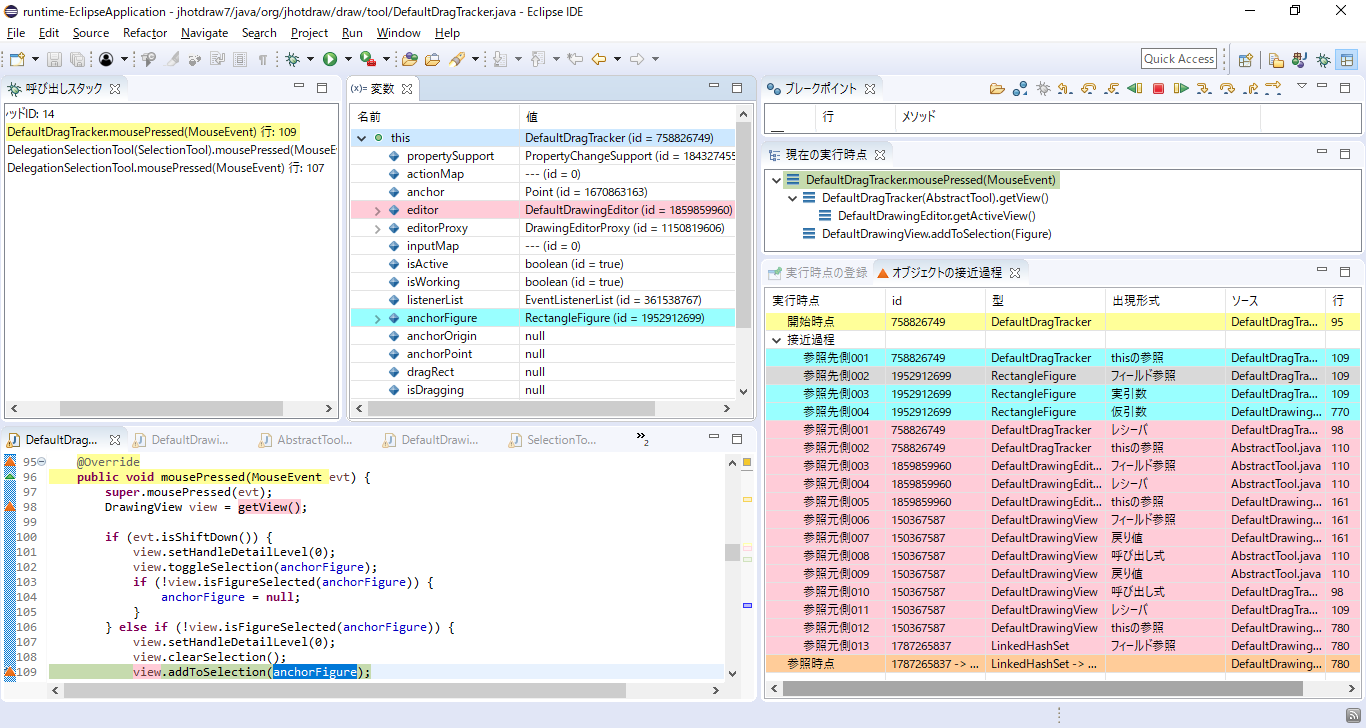 runtime-EclipseApplication - jhotdraw7/java/org/jhotdraw/draw/tool/DefaultDragTracker.java - Eclipse IDE
File Edit Source Refactor Navigate Search Project Run Window Help
Quick Access
呼び出しスタック
ハッドID: 14
DefaultDragTracker.mousePressed(MouseEvent) 行: 109
DelegationSelectionTool(SelectionTool).mousePressed(MouseE
DelegationSelectionTool.mousePressed(MouseEvent) 行: 107
(x)= 変数
名前 値
this DefaultDragTracker (id = 758826749)
propertySupport PropertyChangeSupport (id = 184327455
actionMap --- (id = 0)
anchor Point (id = 1670863163)
editor DefaultDrawingEditor (id = 1859859960)
editorProxy DrawingEditorProxy (id = 1150819606)
inputMap --- (id = 0)
isActive boolean (id = true)
isWorking boolean (id = true)
listenerList EventListenerList (id = 361538767)
anchorFigure RectangleFigure (id = 1952912699)
anchorOrigin null
anchorPoint null
dragRect null
isDragging null
ブレークポイント
行 メソッド
現在の実行時点
DefaultDragTracker.mousePressed(MouseEvent)
DefaultDragTracker(AbstractTool).getView()
DefaultDrawingEditor.getActiveView()
DefaultDrawingView.addToSelection(Figure)
実行時点の登録 オブジェクトの接近過程
実行時点 id 型 出現形式 ソース 行
開始時点 758826749 DefaultDragTracker DefaultDragTra... 95
接近過程
参照先側001 758826749 DefaultDragTracker thisの参照 DefaultDragTra... 109
参照先側002 1952912699 RectangleFigure フィールド参照 DefaultDragTra... 109
参照先側003 1952912699 RectangleFigure 実引数 DefaultDragTra... 109
参照先側004 1952912699 RectangleFigure 仮引数 DefaultDrawing... 770
参照元側001 758826749 DefaultDragTracker レシーバ DefaultDragTra... 98
参照元側002 758826749 DefaultDragTracker thisの参照 AbstractTool.java 110
参照元側003 1859859960 DefaultDrawingEdit... フィールド参照 AbstractTool.java 110
参照元側004 1859859960 DefaultDrawingEdit... レシーバ AbstractTool.java 110
参照元側005 1859859960 DefaultDrawingEdit... thisの参照 DefaultDrawing... 161
参照元側006 150367587 DefaultDrawingView フィールド参照 DefaultDrawing... 161
参照元側007 150367587 DefaultDrawingView 戻り値 DefaultDrawing... 161
参照元側008 150367587 DefaultDrawingView 呼び出し式 AbstractTool.java 110
参照元側009 150367587 DefaultDrawingView 戻り値 AbstractTool.java 110
参照元側010 150367587 DefaultDrawingView 呼び出し式 DefaultDragTra... 98
参照元側011 150367587 DefaultDrawingView レシーバ DefaultDragTra... 109
参照元側012 150367587 DefaultDrawingView thisの参照 DefaultDrawing... 780
参照元側013 1787265837 LinkedHashSet フィールド参照 DefaultDrawing... 780
参照時点 1787265837 -> ... LinkedHashSet -> ... DefaultDrawing... 780
DefaultDrag... DefaultDrawi... AbstractTool... DefaultDrawi... SelectionTo... »2
95 @Override
96 public void mousePressed(MouseEvent evt) {
97 super.mousePressed(evt);
98 DrawingView view = getView();
99
100 if (evt.isShiftDown()) {
101 view.setHandleDetailLevel(0);
102 view.toggleSelection(anchorFigure);
103 if (!view.isFigureSelected(anchorFigure)) {
104 anchorFigure = null;
105 }
106 } else if (!view.isFigureSelected(anchorFigure)) {
107 view.setHandleDetailLevel(0);
108 view.clearSelection();
109 view.addToSelection(anchorFigure);